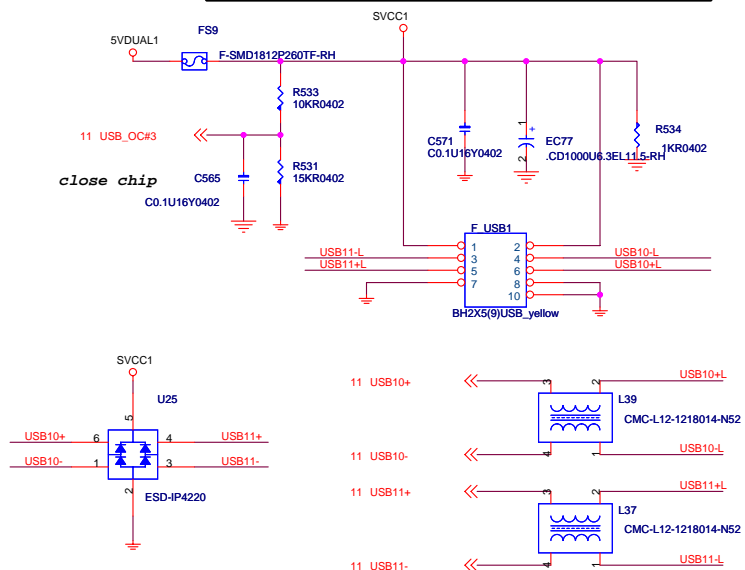 SVCC1
FS9
5VDUAL1
F-SMD1812P260TF-RH
R533
10KR0402
11 USB_OC#3
R531
15KR0402
close chip
C565
C0.1U16Y0402
C571
C0.1U16Y0402
1
+
2
EC77
.CD1000U6.3EL11.5-RH
R534
1KR0402
F_USB1
1 2
USB11-L 3 4 USB10-L
USB11+L 5 6 USB10+L
7 8
10
BH2X5(9)USB_yellow
SVCC1
U25
5
USB10+ 6 4 USB11+
USB10- 1 3 USB11-
2
ESD-IP4220
11 USB10+ 3 2 USB10+L
L39
CMC-L12-1218014-N52
11 USB10- 4 1 USB10-L
11 USB11+ 3 2 USB11+L
L37
CMC-L12-1218014-N52
11 USB11- 4 1 USB11-L